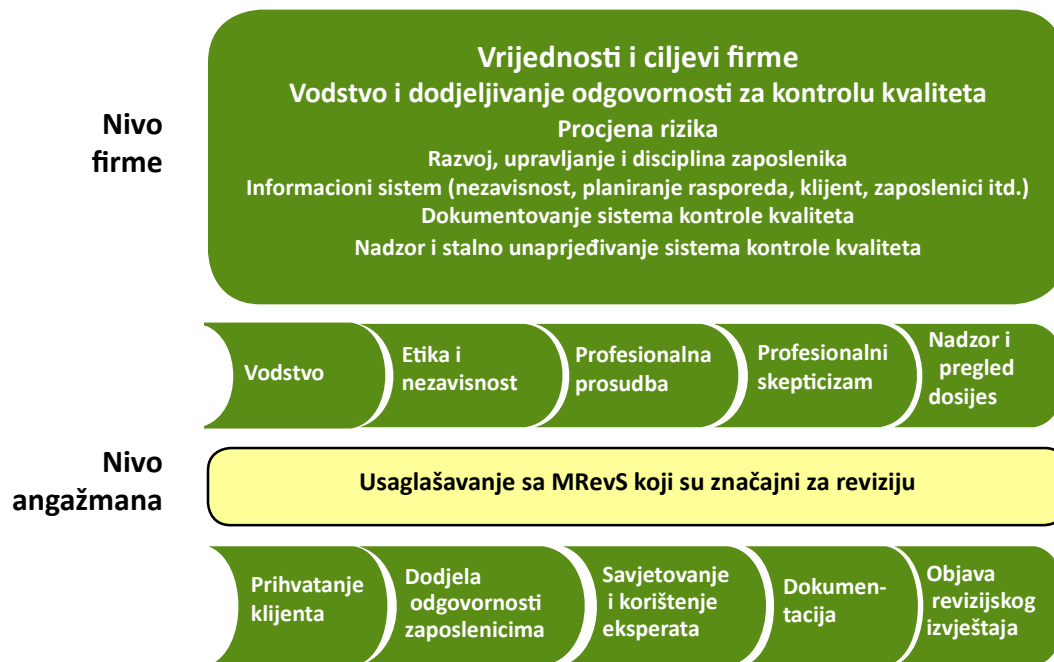 Vrijednosti i ciljevi firme
Vodstvo i dodjeljivanje odgovornosti za kontrolu kvaliteta
Procjena rizika
Razvoj, upravljanje i disciplina zaposlenika
Informacioni sistem (nezavisnost, planiranje rasporeda, klijent, zaposlenici itd.)
Dokumentovanje sistema kontrole kvaliteta
Nadzor i stalno unaprjeđivanje sistema kontrole kvaliteta
Nivo
firme
Vodstvo
Etika i
nezavisnost
Profesionalna
prosudba
Profesionalni
skepticizam
Nadzor i
pregled
dosijes
Nivo
angažmana
Usaglašavanje sa MRevS koji su značajni za reviziju
Prihvatanje
klijenta
Dodjela
odgovornosti
zaposlenicima
Savjetovanje
i korištenje
eksperata
Dokumen-
tacija
Objava
revizijskog
izvještaja